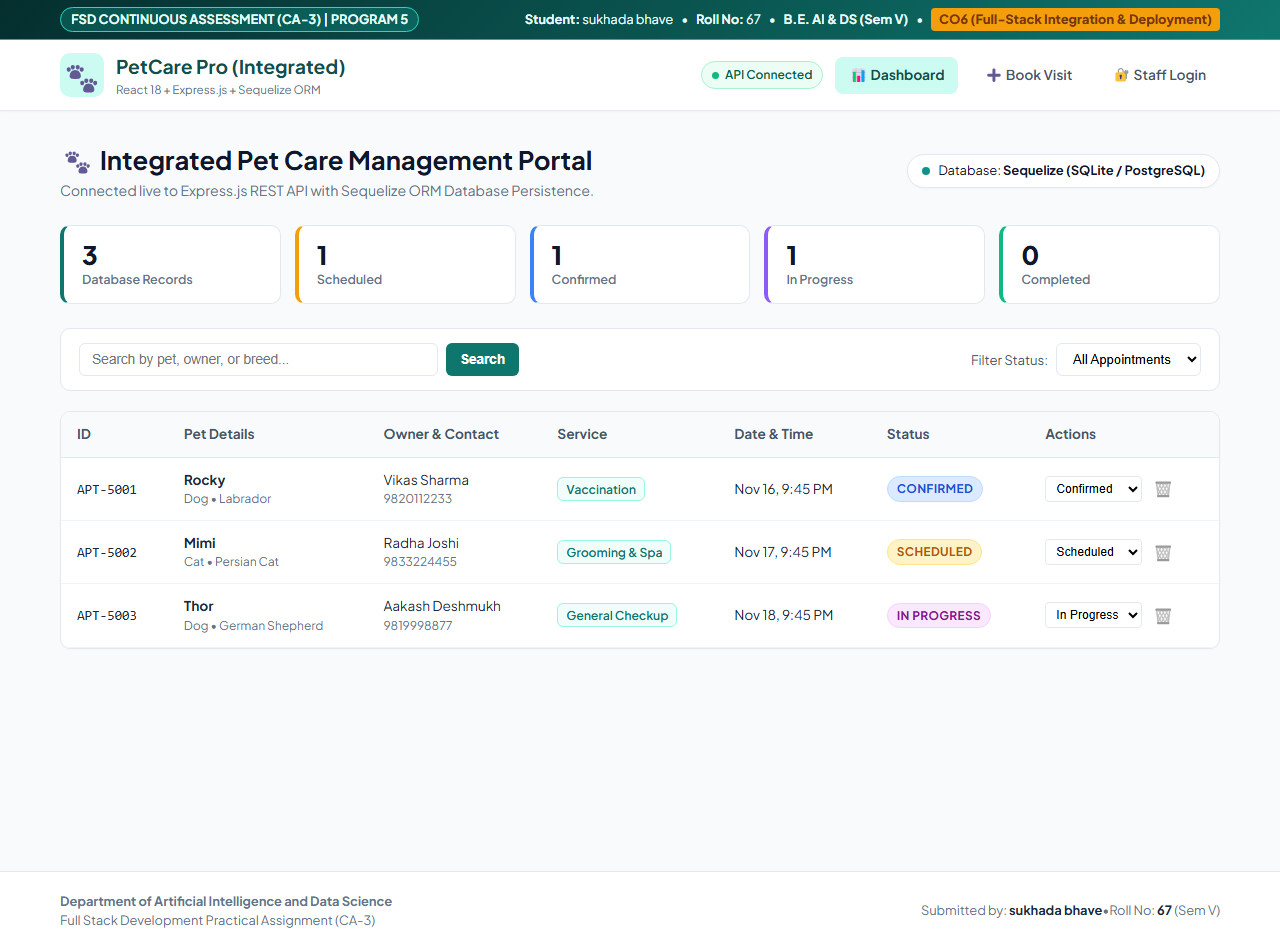 FSD CONTINUOUS ASSESSMENT (CA-3) | PROGRAM 5
Student: sukhada bhave • Roll No: 67 • B.E. AI & DS (Sem V) • CO6 (Full-Stack Integration & Deployment)
PetCare Pro (Integrated)
React 18 + Express.js + Sequelize ORM
API Connected
Dashboard
Book Visit
Staff Login
Integrated Pet Care Management Portal
Connected live to Express.js REST API with Sequelize ORM Database Persistence.
Database: Sequelize (SQLite / PostgreSQL)
3
Database Records
1
Scheduled
1
Confirmed
1
In Progress
0
Completed
Search by pet, owner, or breed...
Search
Filter Status: All Appointments
ID Pet Details Owner & Contact Service Date & Time Status Actions
APT-5001 Rocky Vikas Sharma Vaccination Nov 16, 9:45 PM CONFIRMED Confirmed
Dog • Labrador 9820112233
APT-5002 Mimi Radha Joshi Grooming & Spa Nov 17, 9:45 PM SCHEDULED Scheduled
Cat • Persian Cat 9833224455
APT-5003 Thor Aakash Deshmukh General Checkup Nov 18, 9:45 PM IN PROGRESS In Progress
Dog • German Shepherd 9819998877
Department of Artificial Intelligence and Data Science
Full Stack Development Practical Assignment (CA-3)
Submitted by: sukhada bhave•Roll No: 67 (Sem V)